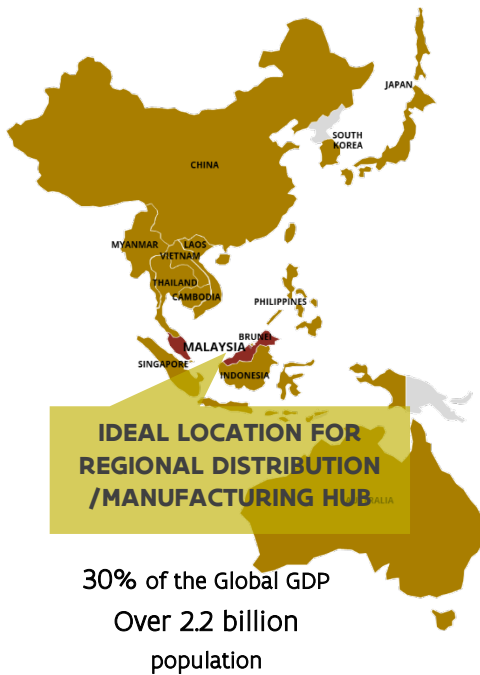 JAPAN
SOUTH
KOREA
CHINA
MYANMAR
LAOS
VIETNAM
THAILAND
CAMBODIA
PHILIPPINES
BRUNEI
MALAYSIA
SINGAPORE
INDONESIA
IDEAL LOCATION FOR
REGIONAL DISTRIBUTION
/MANUFACTURING HUB
30% of the Global GDP
Over 2.2 billion
population